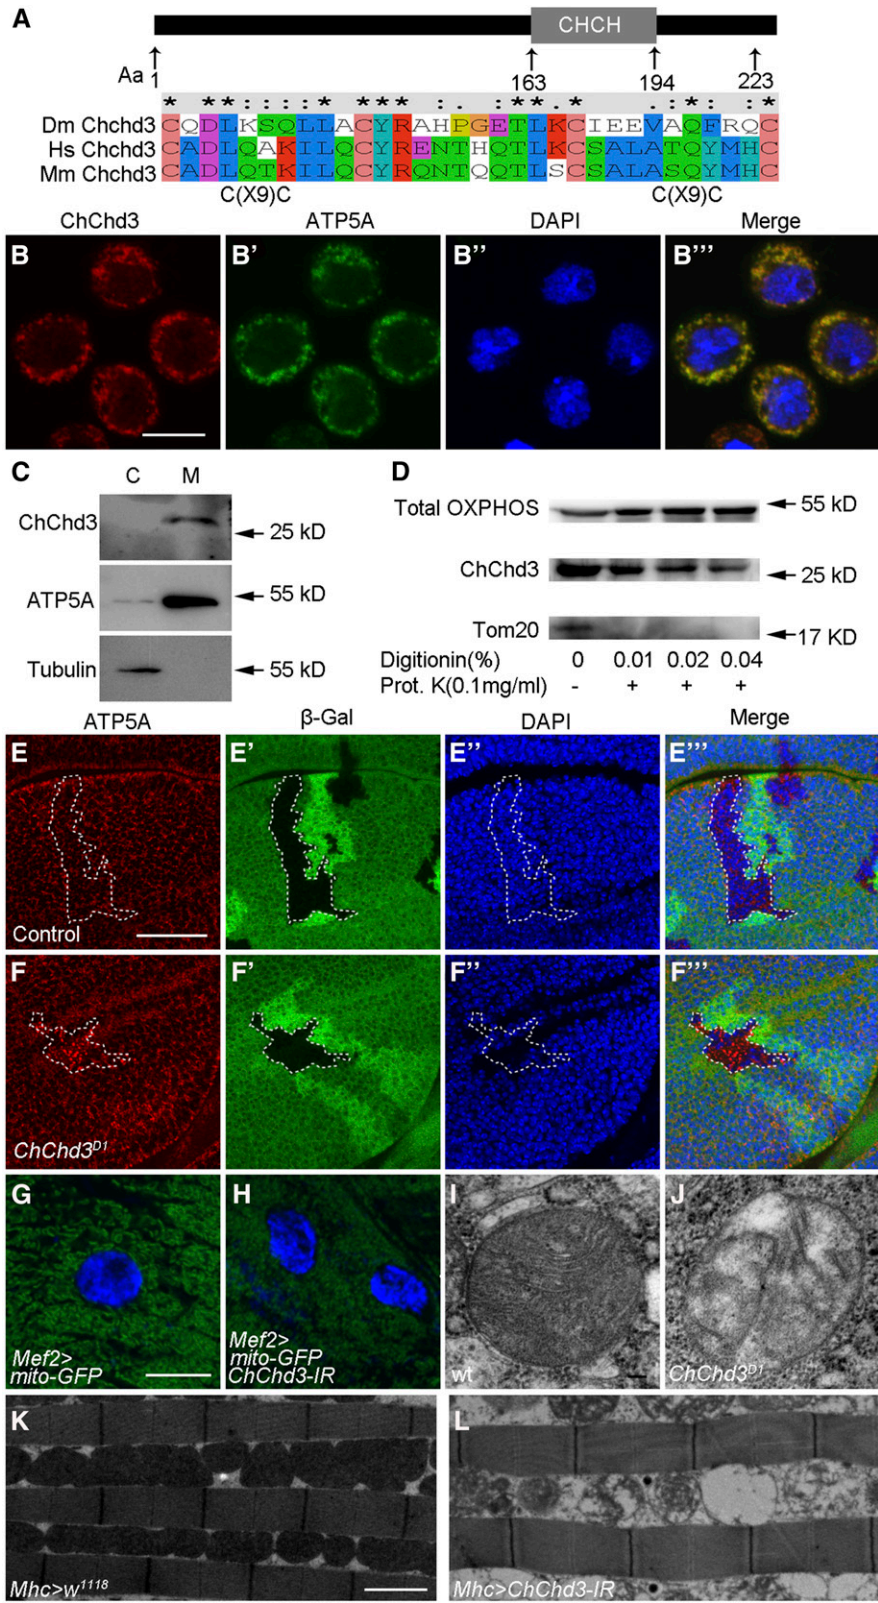 A
CHCH
Aa 1 163 194 223
* * * : : : : * * * * : . : * * . * . . * : : *
Dm Chchd3 CQDLKSQLLACYRAHPGETLKCIEEVAQFRQC
Hs Chchd3 CADLQAKILQCYRENTHQTLKCSALATQYMHC
Mm Chchd3 CADLQTKILQCYRQNTQQTLSCSALASQYMHC
C(X9)C C(X9)C
ChChd3 ATP5A DAPI Merge
B B' B'' B'''
C D
C M
ChChd3 25 kD
ATP5A 55 kD
Tubulin 55 kD
Total OXPHOS 55 kD
ChChd3 25 kD
Tom20 17 KD
Digitionin(%) 0 0.01 0.02 0.04
Prot. K(0.1mg/ml) - + + +
ATP5A β-Gal DAPI Merge
E E' E'' E'''
Control
F F' F'' F'''
ChChd3ᴰ¹
G H I J
Mef2>
mito-GFP
Mef2>
mito-GFP
ChChd3-IR
wt
ChChd3ᴰ¹
K L
Mhc>w¹¹¹⁸
Mhc>ChChd3-IR